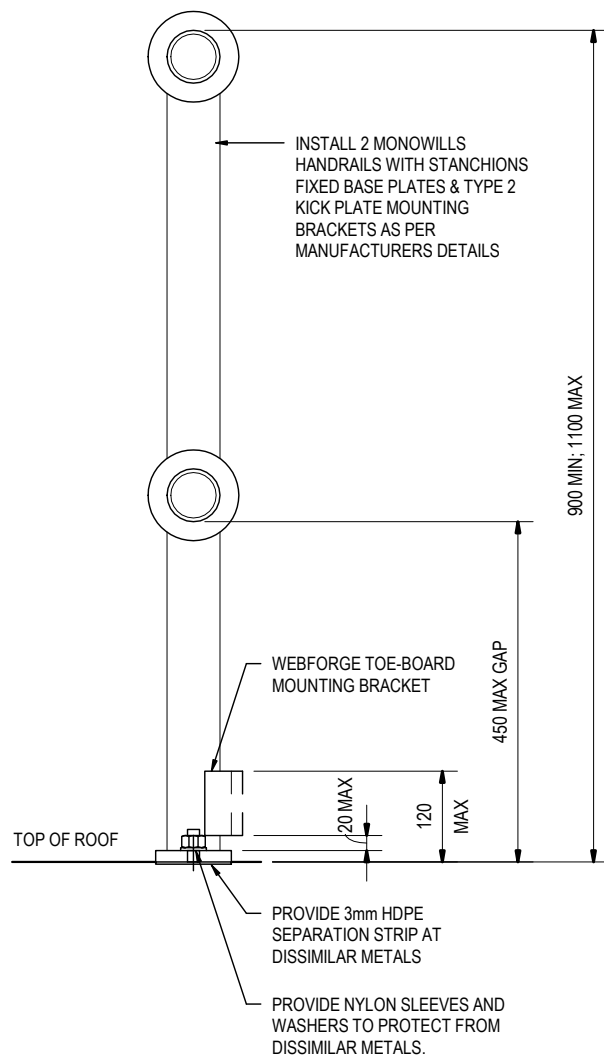 INSTALL 2 MONOWILLS
HANDRAILS WITH STANCHIONS
FIXED BASE PLATES & TYPE 2
KICK PLATE MOUNTING
BRACKETS AS PER
MANUFACTURERS DETAILS
900 MIN; 1100 MAX
450 MAX GAP
WEBFORGE TOE-BOARD
MOUNTING BRACKET
20 MAX
120
MAX
TOP OF ROOF
PROVIDE 3mm HDPE
SEPARATION STRIP AT
DISSIMILAR METALS
PROVIDE NYLON SLEEVES AND
WASHERS TO PROTECT FROM
DISSIMILAR METALS.